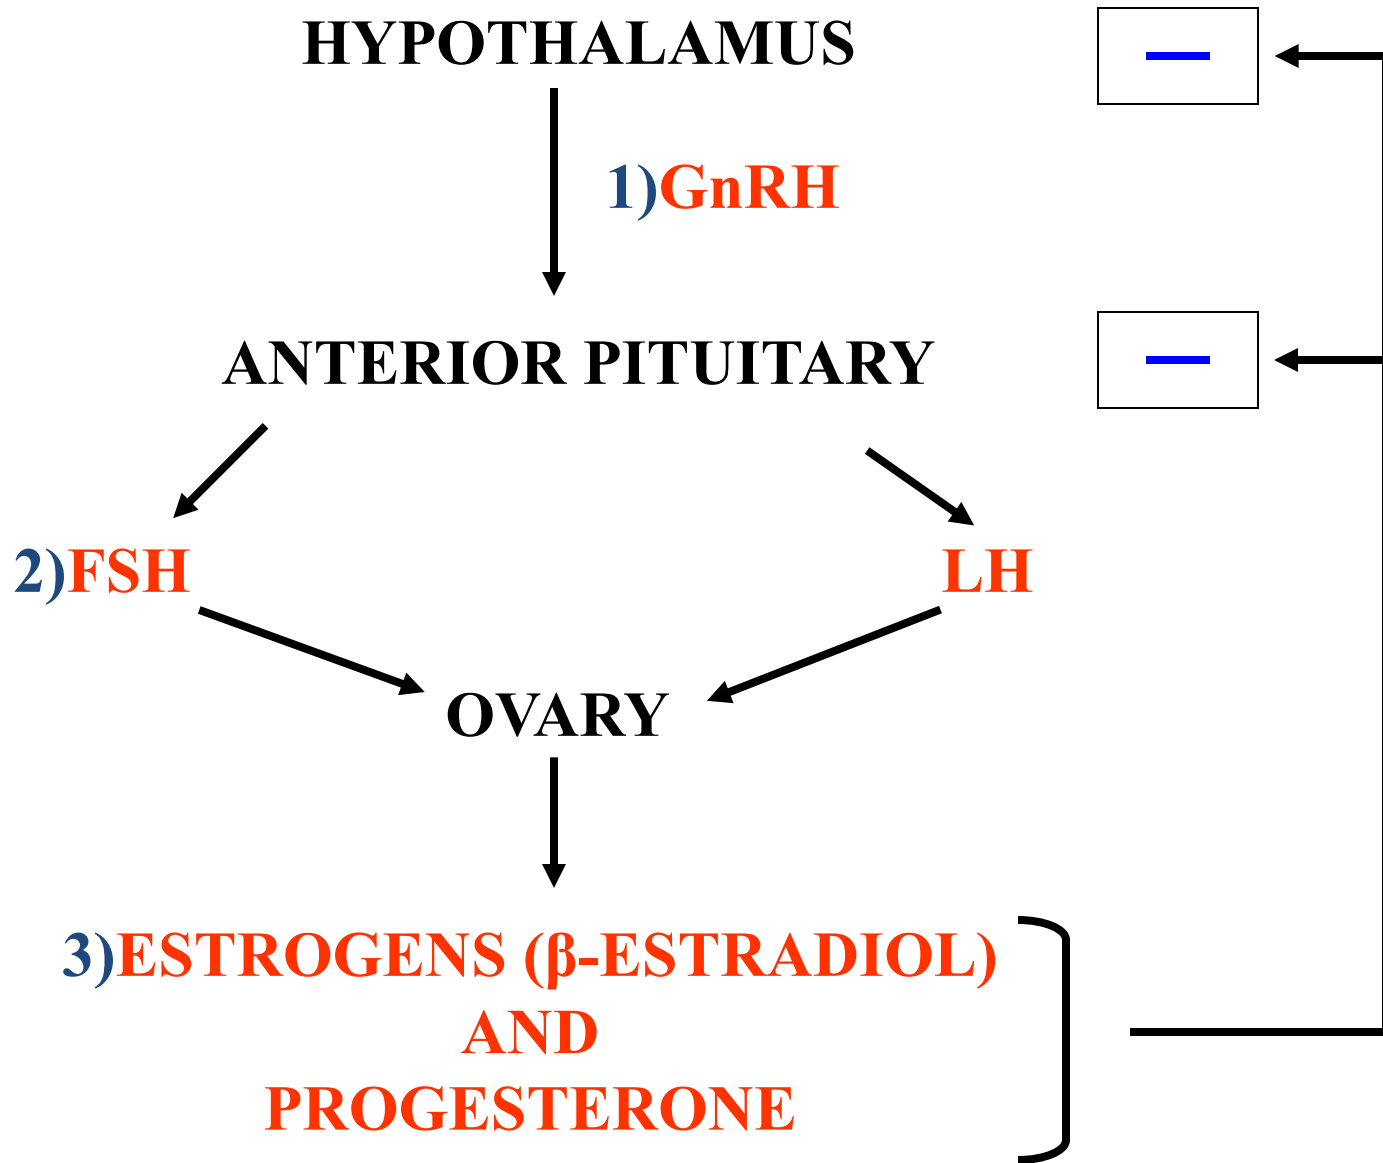 HYPOTHALAMUS
1)GnRH
ANTERIOR PITUITARY
2)FSH
LH
OVARY
3)ESTROGENS (β-ESTRADIOL)
AND
PROGESTERONE